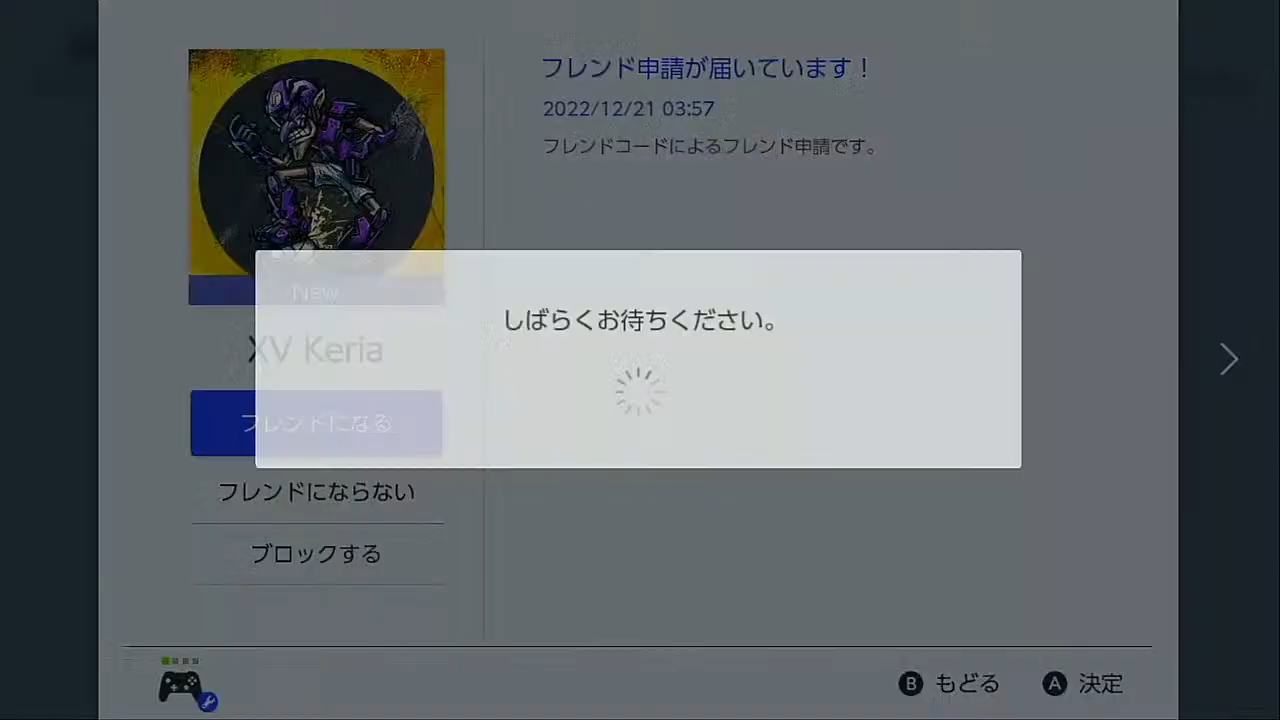 フレンド申請が届いています！
2022/12/21 03:57
フレンドコードによるフレンド申請です。
New
XV Keria
しばらくお待ちください。
フレンドになる
フレンドにならない
ブロックする
B もどる A 決定